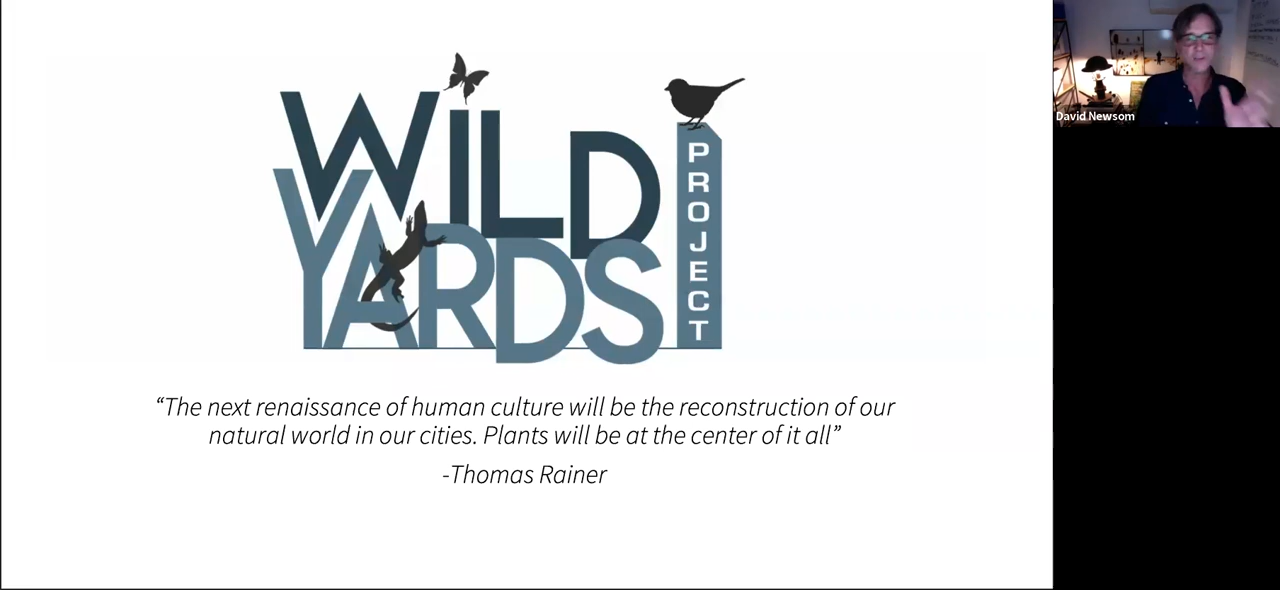 WiLD
YARDS
PROJECT
“The next renaissance of human culture will be the reconstruction of our
natural world in our cities. Plants will be at the center of it all”
-Thomas Rainer
David Newsom